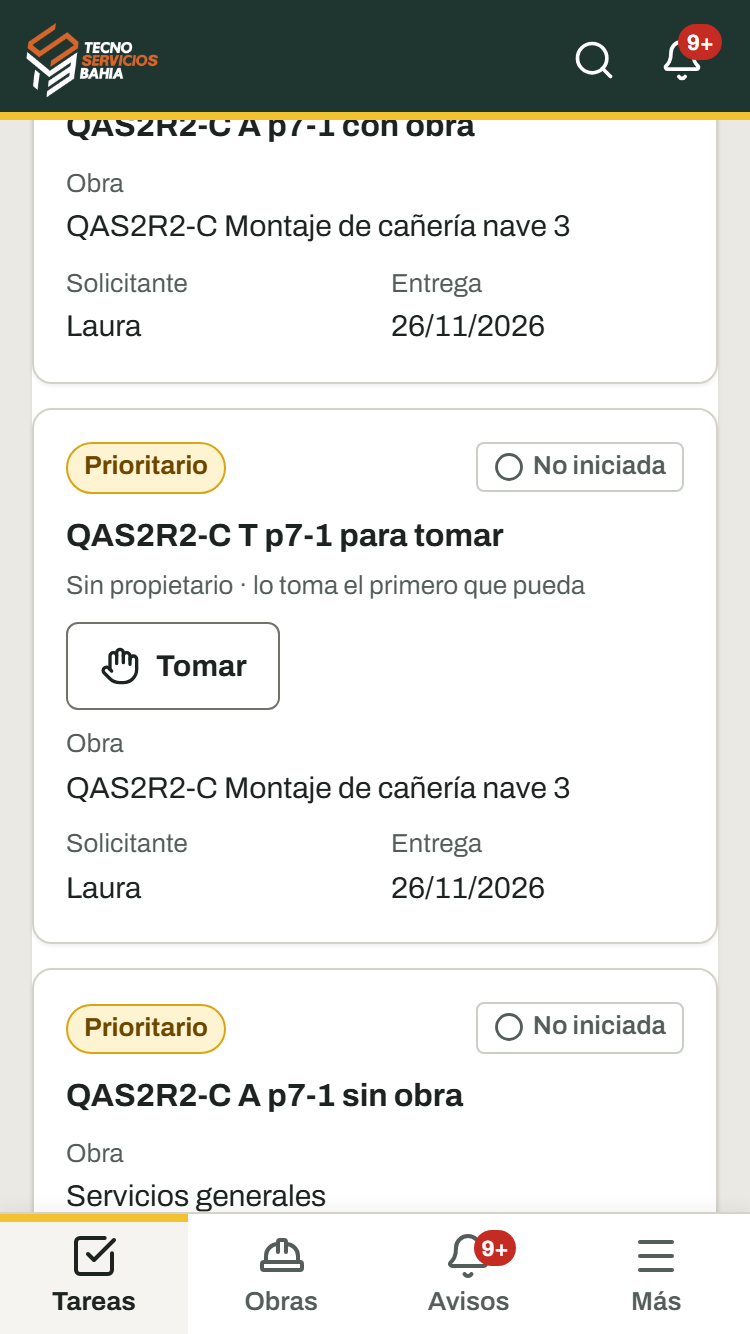 TECNO
SERVICIOS
BAHIA
9+
QAS2R2-C A p7-1 con obra
Obra
QAS2R2-C Montaje de cañería nave 3
Solicitante Entrega
Laura 26/11/2026
Prioritario No iniciada
QAS2R2-C T p7-1 para tomar
Sin propietario · lo toma el primero que pueda
Tomar
Obra
QAS2R2-C Montaje de cañería nave 3
Solicitante Entrega
Laura 26/11/2026
Prioritario No iniciada
QAS2R2-C A p7-1 sin obra
Obra
Servicios generales
9+
Tareas Obras Avisos Más